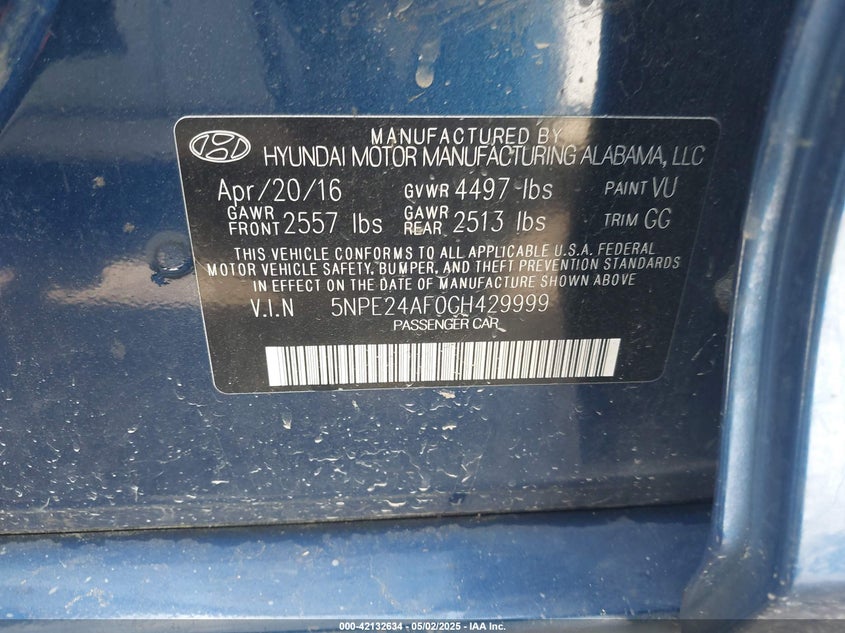 MANUFACTURED BY
HYUNDAI MOTOR MANUFACTURING ALABAMA, LLC
Apr/20/16 GVWR 4497 lbs PAINT VU
GAWR FRONT 2557 lbs GAWR REAR 2513 lbs TRIM GG
THIS VEHICLE CONFORMS TO ALL APPLICABLE U.S.A. FEDERAL
MOTOR VEHICLE SAFETY, BUMPER, AND THEFT PREVENTION STANDARDS
IN EFFECT ON THE DATE OF MANUFACTURE SHOWN ABOVE
V.I.N 5NPE24AF0GH429999
PASSENGER CAR
000-42132634 - 05/02/2025 - IAA Inc.